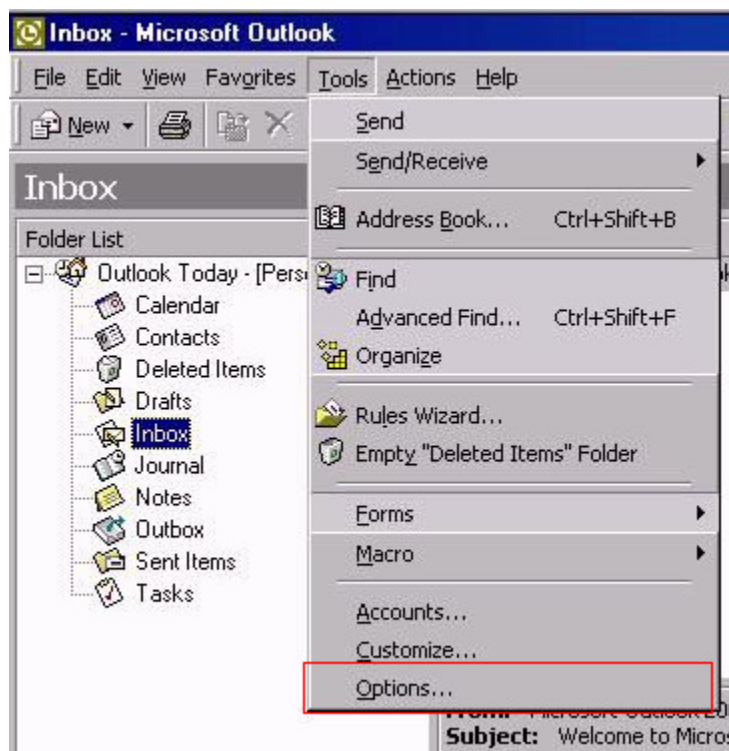 Inbox - Microsoft Outlook
File Edit View Favorites Tools Actions Help
New
Inbox
Folder List
Outlook Today - [Pers
Calendar
Contacts
Deleted Items
Drafts
Inbox
Journal
Notes
Outbox
Sent Items
Tasks
Send
Send/Receive
Address Book... Ctrl+Shift+B
Find
Advanced Find... Ctrl+Shift+F
Organize
Rules Wizard...
Empty "Deleted Items" Folder
Forms
Macro
Accounts...
Customize...
Options...
Subject: Welcome to Micros